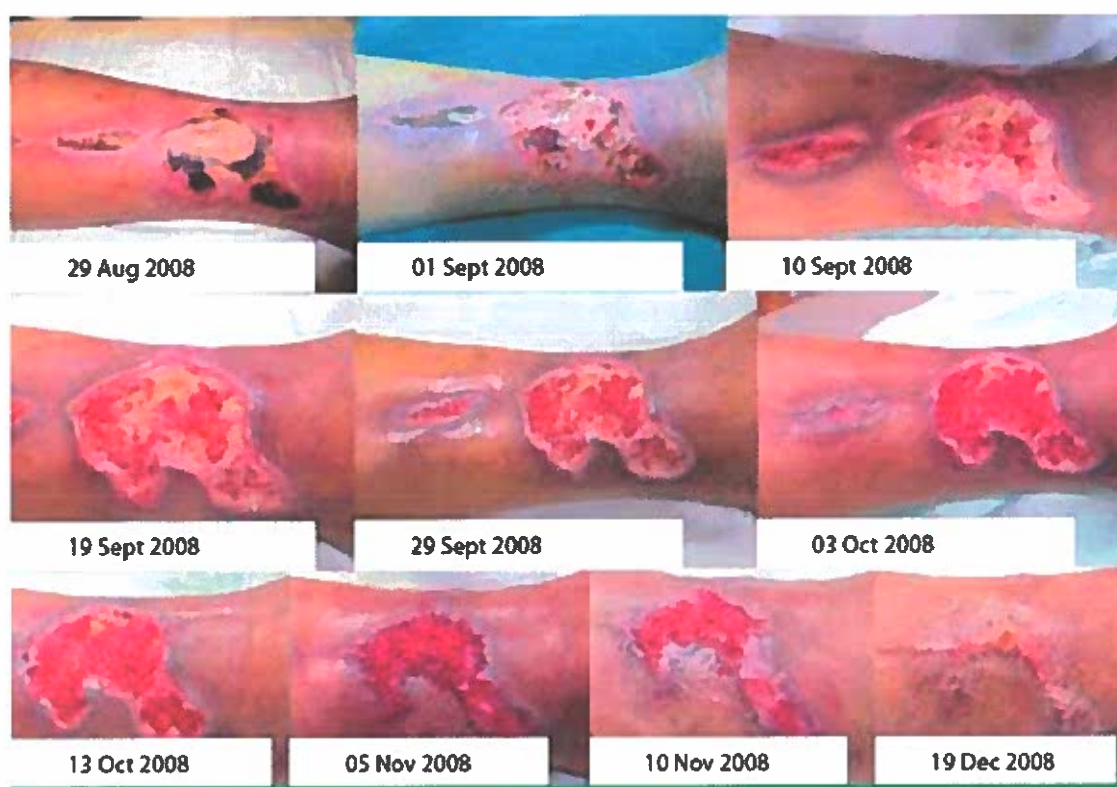 29 Aug 2008
01 Sept 2008
10 Sept 2008
19 Sept 2008
29 Sept 2008
03 Oct 2008
13 Oct 2008
05 Nov 2008
10 Nov 2008
19 Dec 2008